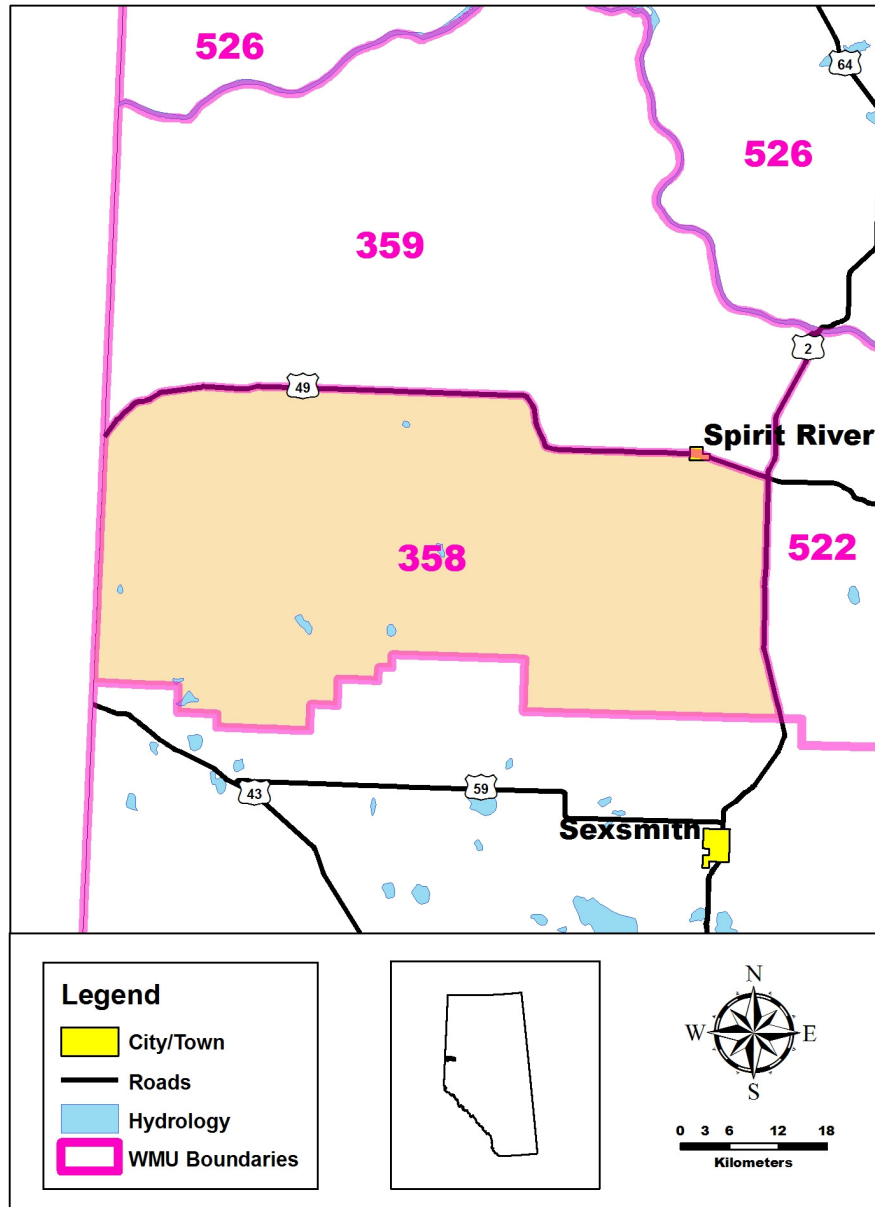 526
64
526
359
2
49
Spirit River
358
522
43
59
Sexsmith
Legend
City/Town
Roads
Hydrology
WMU Boundaries
N
W
E
S
0 3 6 12 18
Kilometers